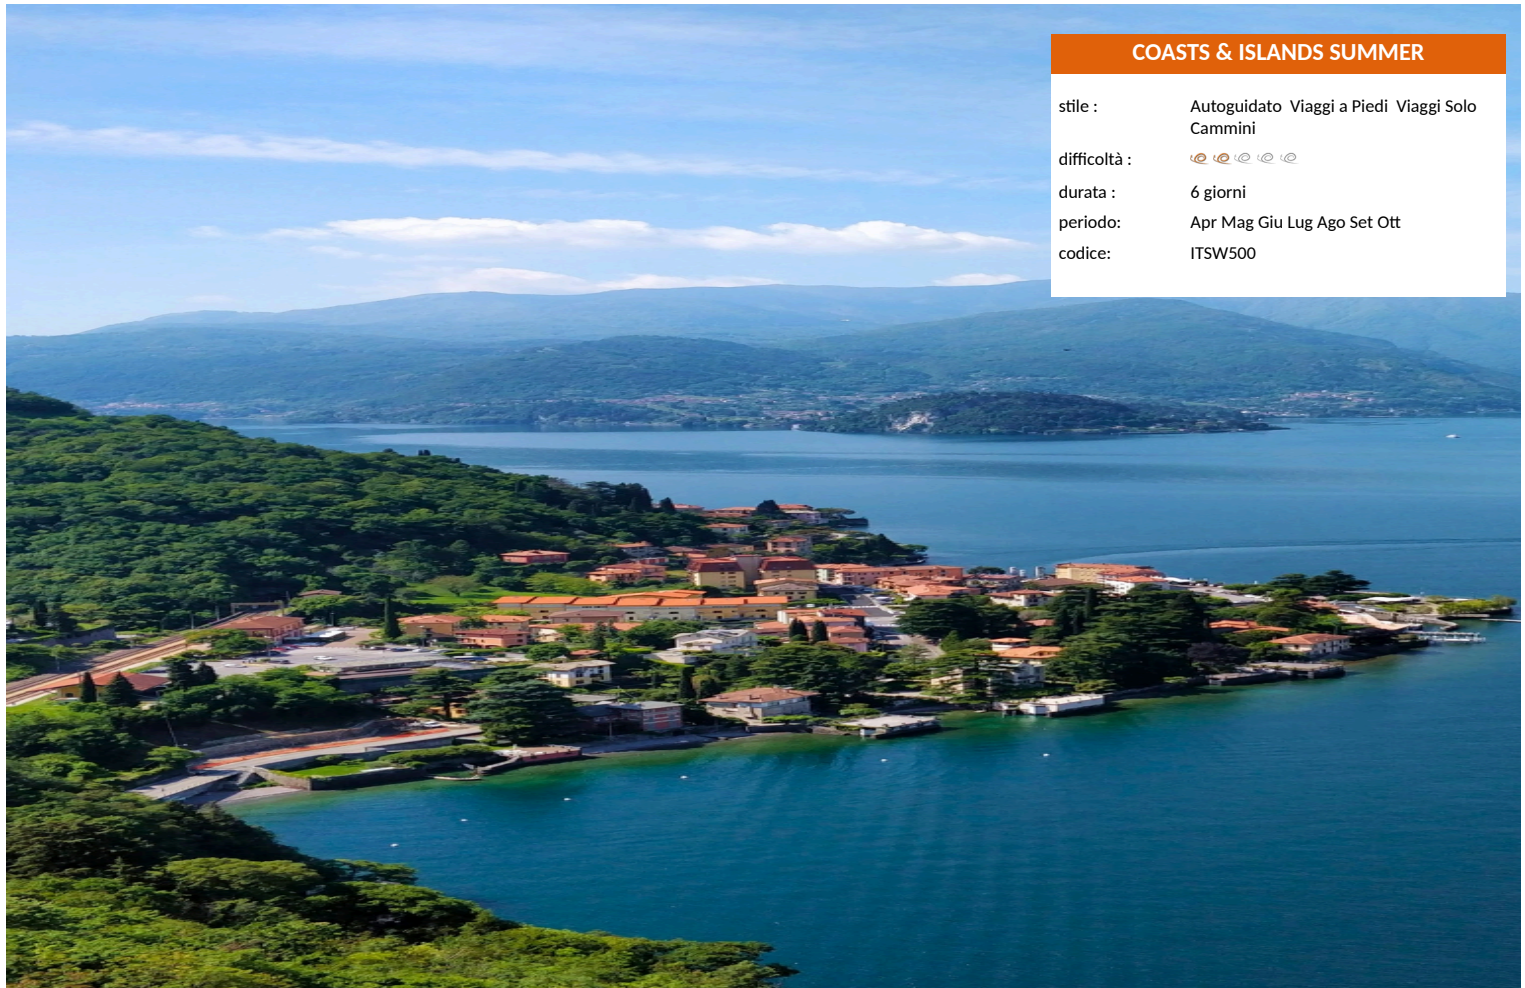 COASTS & ISLANDS SUMMER
stile : Autoguidato Viaggi a Piedi Viaggi Solo
Cammini
difficoltà :
durata : 6 giorni
periodo: Apr Mag Giu Lug Ago Set Ott
codice: ITSW500